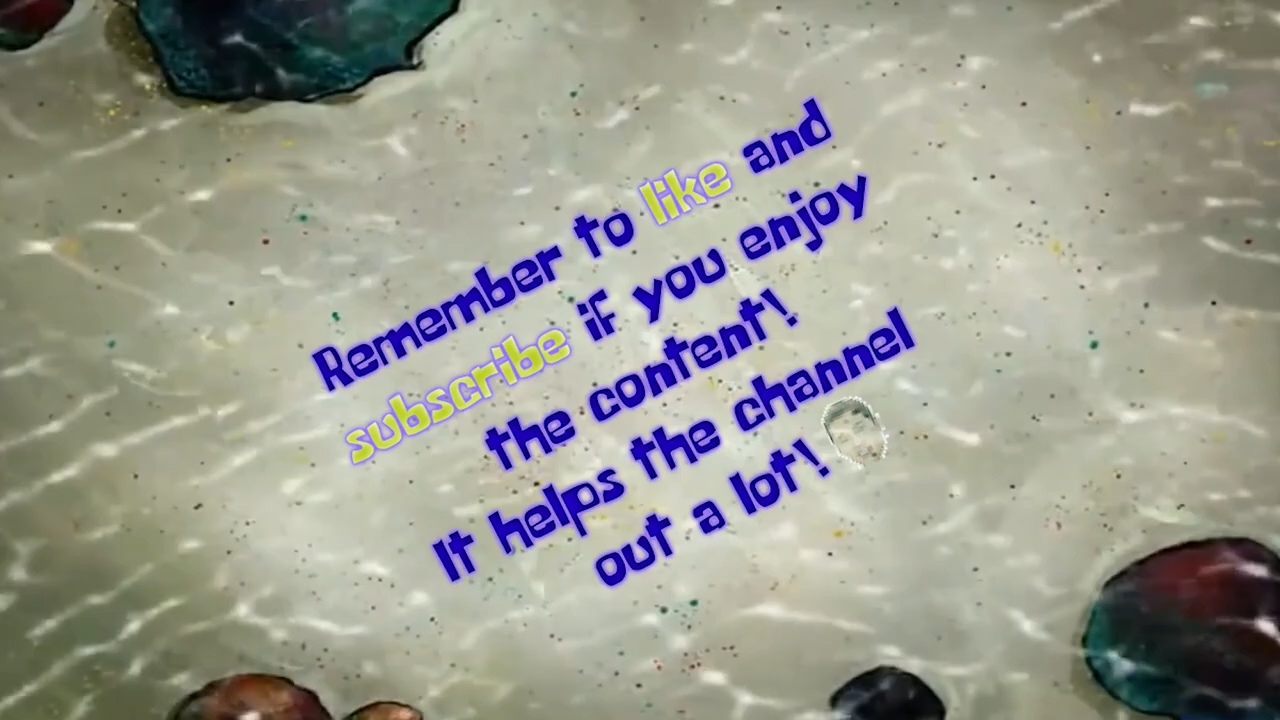 Remember to like and
subscribe if you enjoy
the content!
It helps the channel
out a lot!